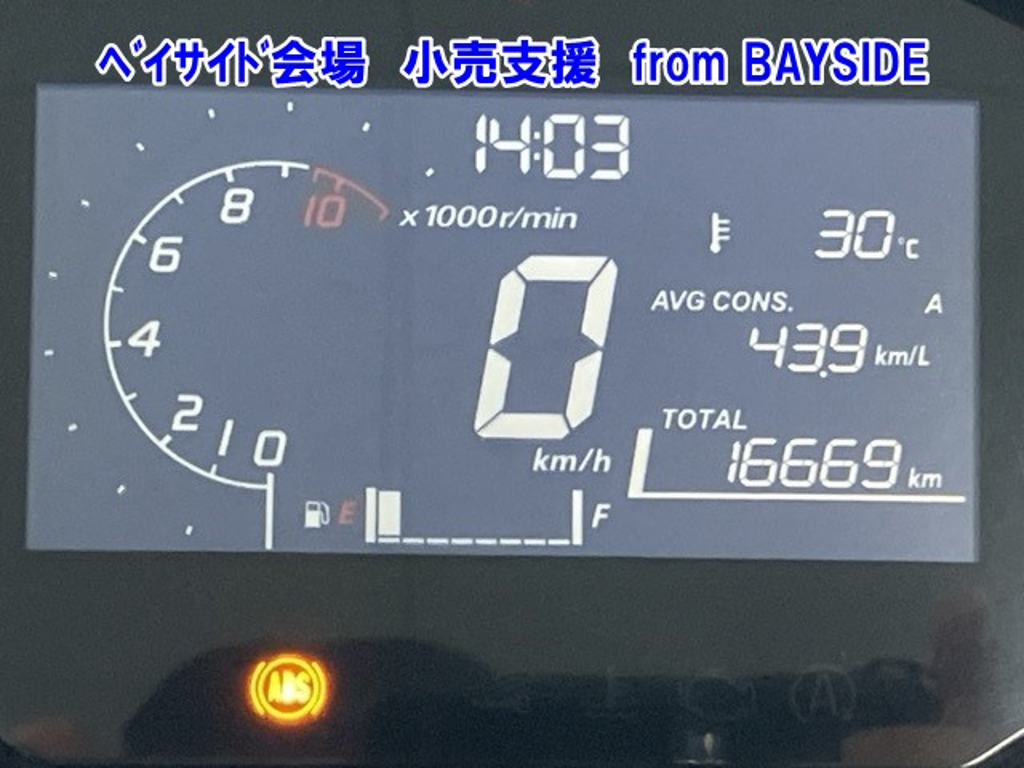 ﾍﾞｲｻｲﾄﾞ会場　小売支援　from BAYSIDE
14:03
8 10 x 1000 r/min
30 °C
6
AVG CONS. A
4 0 43.9 km/L
2 1 0
TOTAL
km/h 16669 km
E F
ABS
A